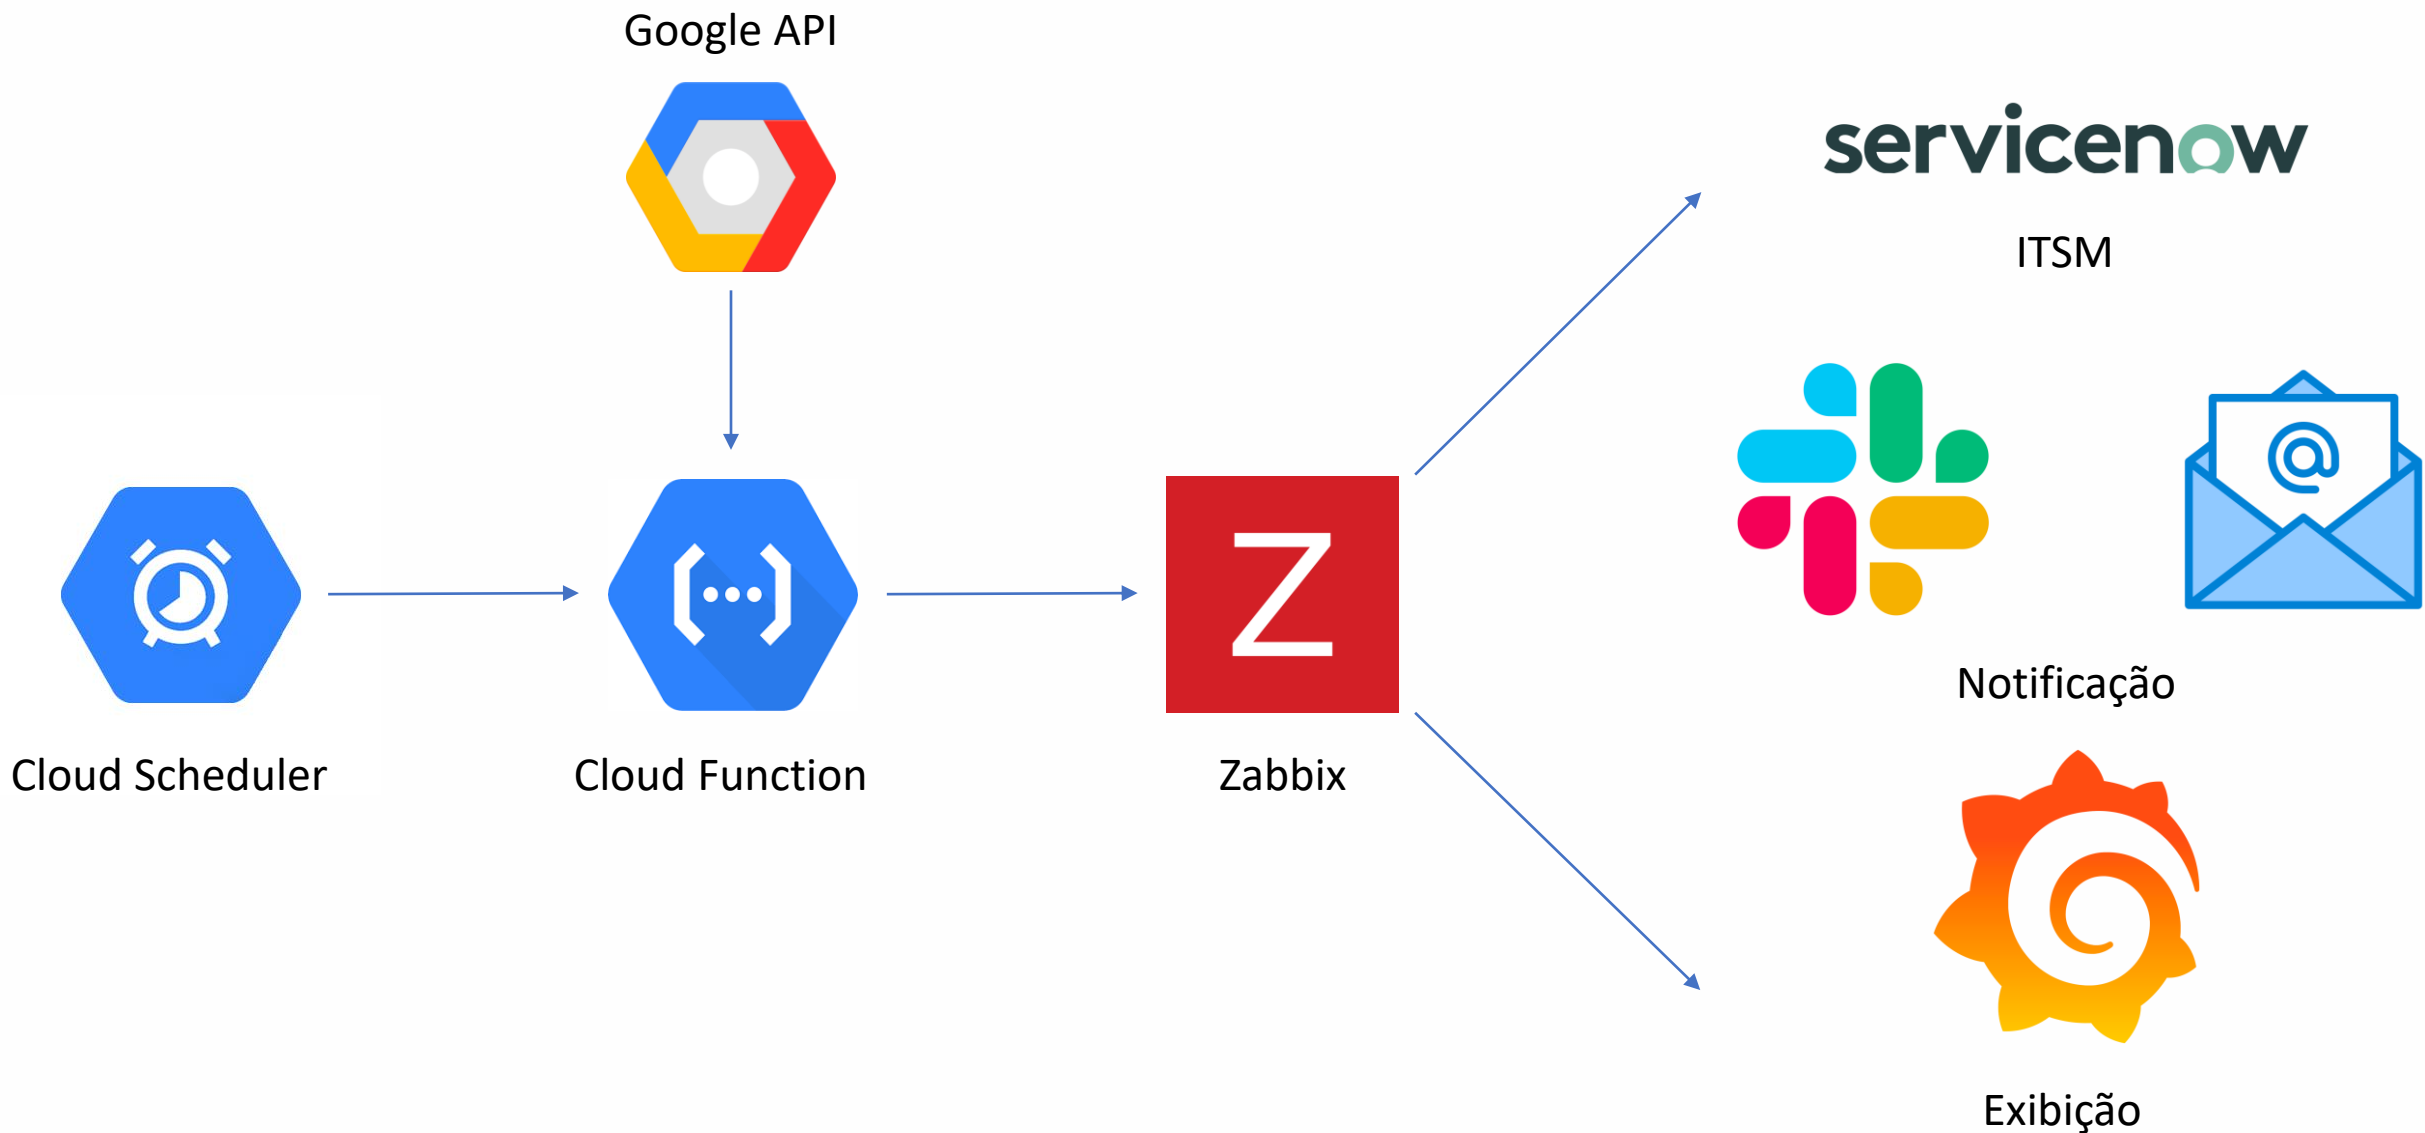 Google API
servicenow
ITSM
Z
Notificação
Cloud Scheduler
Cloud Function
Zabbix
Exibição